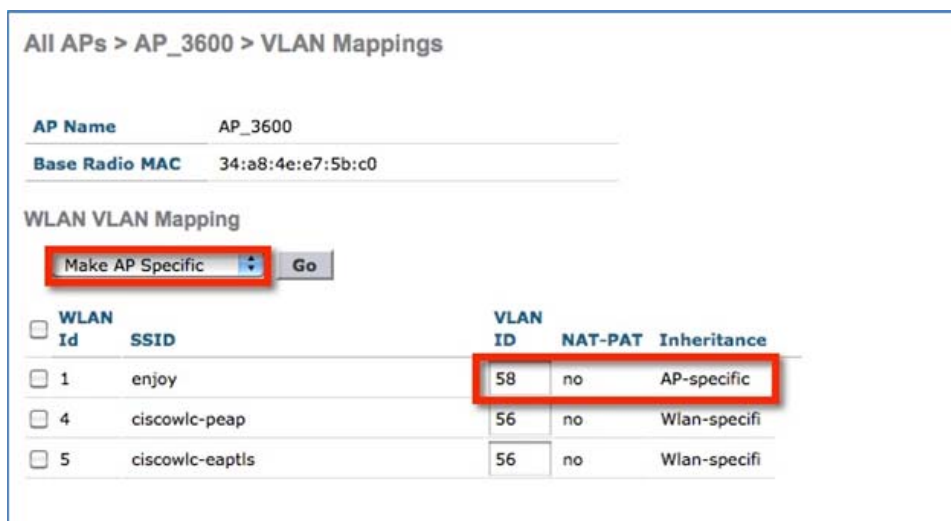 All APs > AP_3600 > VLAN Mappings
AP Name AP_3600
Base Radio MAC 34:a8:4e:e7:5b:c0
WLAN VLAN Mapping
Make AP Specific Go
WLAN Id SSID VLAN ID NAT-PAT Inheritance
1 enjoy 58 no AP-specific
4 ciscowlc-peap 56 no Wlan-specifi
5 ciscowlc-eaptls 56 no Wlan-specifi